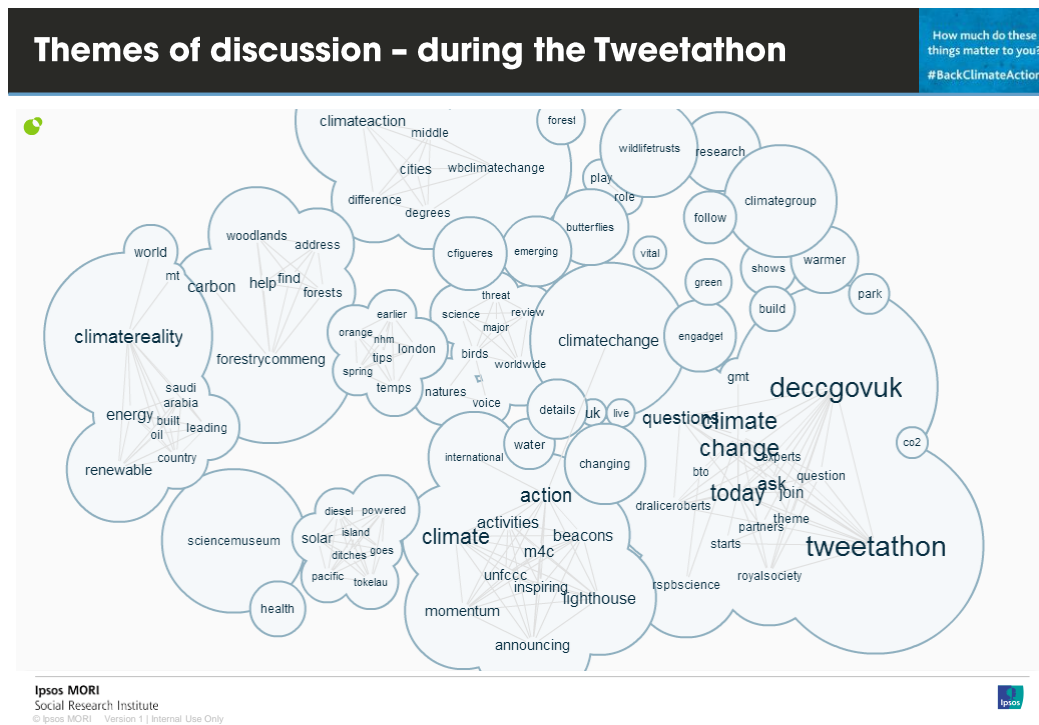 Themes of discussion – during the Tweetathon
How much do these
things matter to you?
#BackClimateAction
climateaction
middle
forest
cities
wbclimatechange
difference
degrees
wildlifetrusts
research
play
role
climategroup
follow
butterflies
woodlands
address
world
mt
carbon
help
find
forests
cfigueres
emerging
vital
green
shows
warmer
build
park
climatereality
forestrycommeng
earlier
orange
nhm
london
tips
spring
temps
threat
science
review
major
birds
worldwide
natures
voice
climatechange
engadget
gmt
deccgovuk
saudi
arabia
energy
built
oil
leading
country
renewable
details
uk
live
questions
climate
change
experts
co2
water
international
changing
bto
question
ask
today
join
draliceroberts
theme
partners
starts
tweetathon
royalsociety
rspbscience
action
activities
climate
beacons
m4c
unfccc
inspiring
lighthouse
momentum
announcing
sciencemuseum
diesel
powered
solar
island
ditches
goes
pacific
tokelau
health
Ipsos MORI
Social Research Institute
© Ipsos MORI Version 1 | Internal Use Only
Ipsos